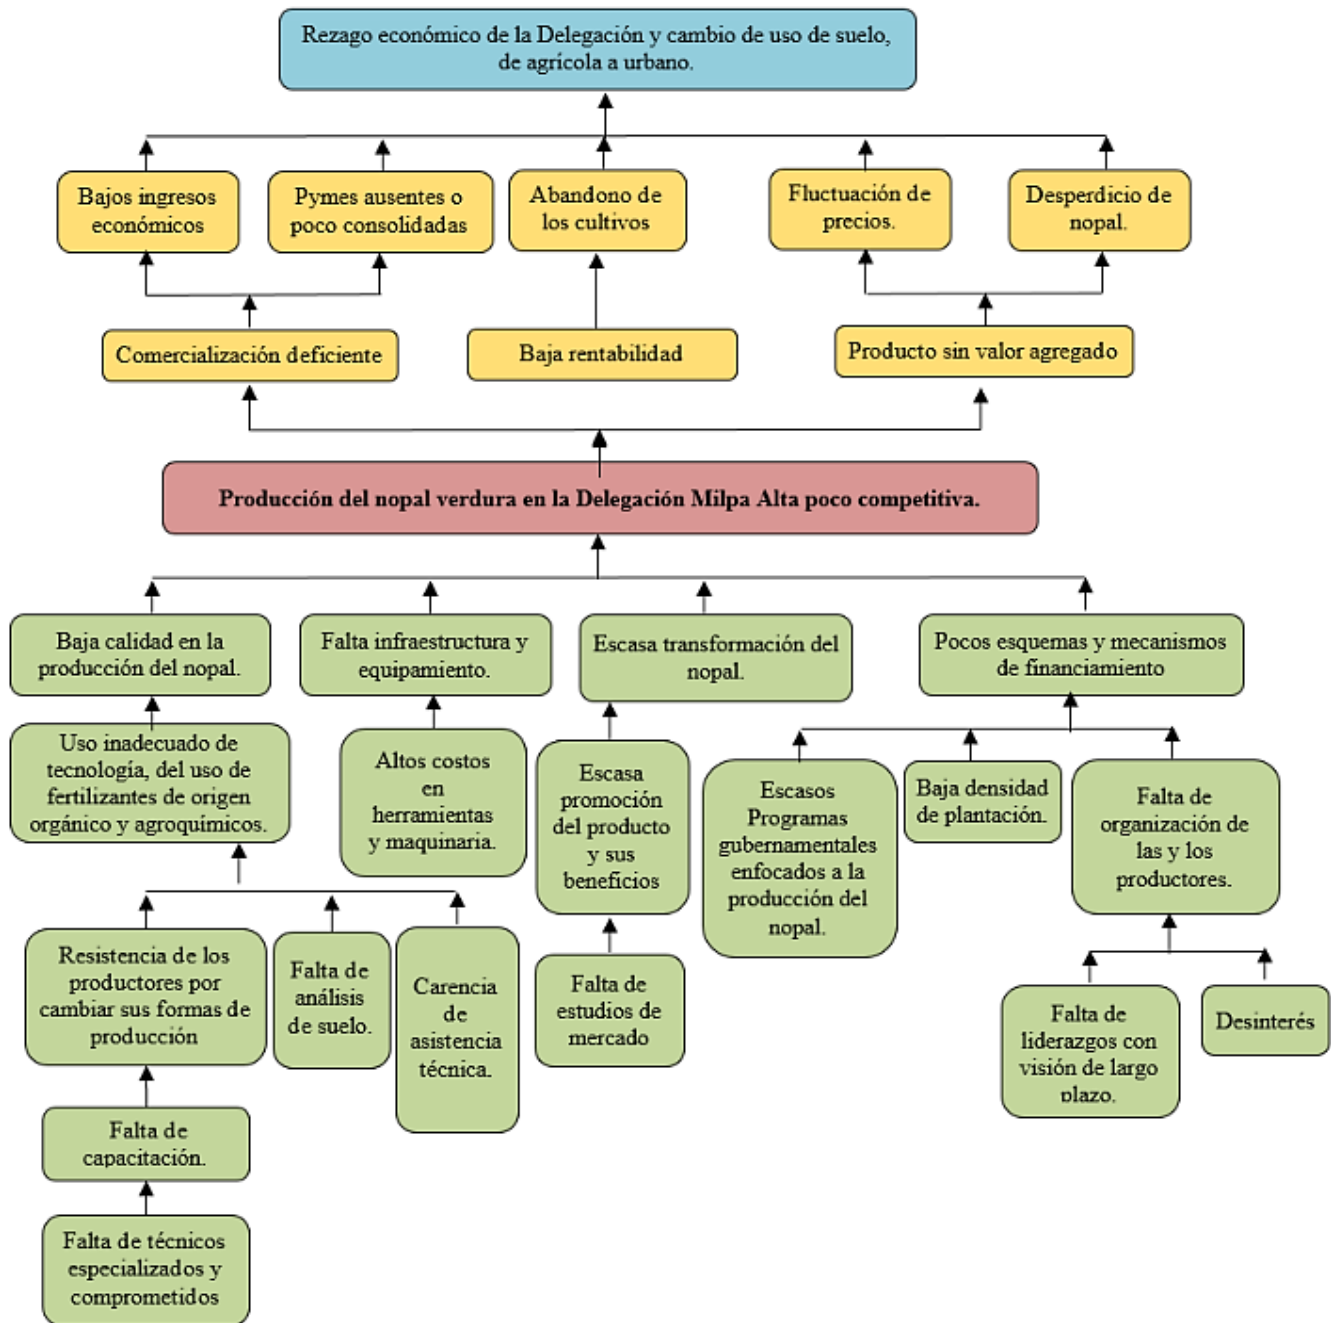 Rezago económico de la Delegación y cambio de uso de suelo,
de agrícola a urbano.
Bajos ingresos
económicos
Pymes ausentes o
poco consolidadas
Abandono de
los cultivos
Fluctuación de
precios.
Desperdicio de
nopal.
Comercialización deficiente
Baja rentabilidad
Producto sin valor agregado
Producción del nopal verdura en la Delegación Milpa Alta poco competitiva.
Baja calidad en la
producción del nopal.
Falta infraestructura y
equipamiento.
Escasa transformación del
nopal.
Pocos esquemas y mecanismos
de financiamiento
Uso inadecuado de
tecnología, del uso de
fertilizantes de origen
orgánico y agroquímicos.
Altos costos
en
herramientas
y maquinaria.
Escasa
promoción
del producto
y sus
beneficios
Escasos
Programas
gubernamentales
enfocados a la
producción del
nopal.
Baja densidad
de plantación.
Falta de
organización de
las y los
productores.
Resistencia de los
productores por
cambiar sus formas de
producción
Falta de
análisis
de suelo.
Carencia
de
asistencia
técnica.
Falta de
estudios de
mercado
Falta de
liderazgos con
visión de largo
plazo.
Desinterés
Falta de
capacitación.
Falta de técnicos
especializados y
comprometidos